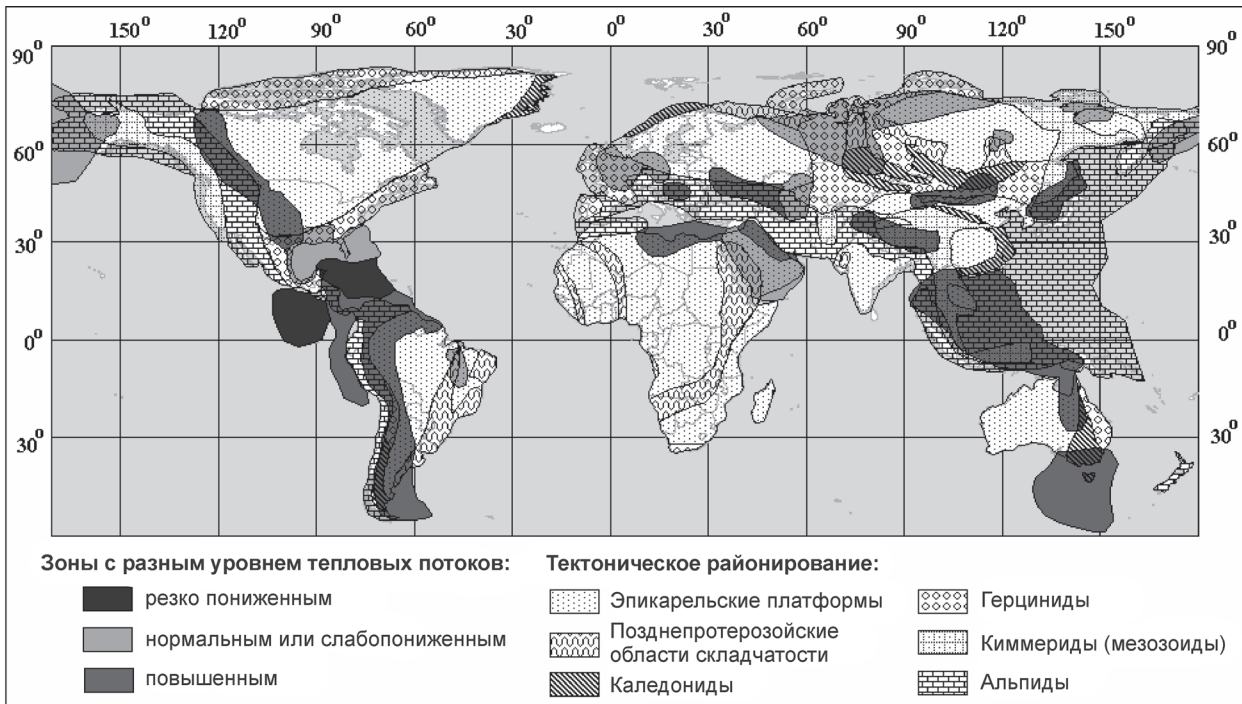 150⁰ 120⁰ 90⁰ 60⁰ 30⁰ 0⁰ 30⁰ 60⁰ 90⁰ 120⁰ 150⁰
90⁰ 90⁰
60⁰ 60⁰
30⁰ 30⁰
0⁰ 0⁰
30⁰ 30⁰
Зоны с разным уровнем тепловых потоков:
резко пониженным
нормальным или слабопониженным
повышенным
Тектоническое районирование:
Эпикарельские платформы
Позднепротерозойские
области складчатости
Каледониды
Герциниды
Киммериды (мезозоиды)
Альпиды